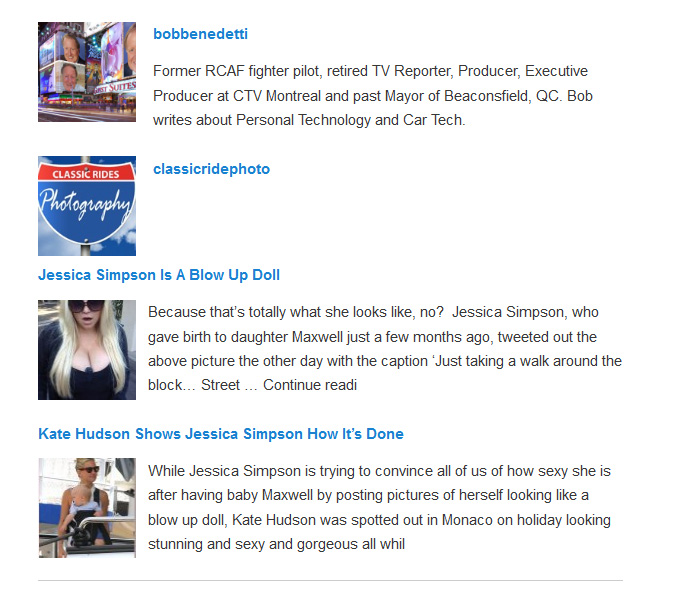 bobbenedetti
Former RCAF fighter pilot, retired TV Reporter, Producer, Executive
Producer at CTV Montreal and past Mayor of Beaconsfield, QC. Bob
writes about Personal Technology and Car Tech.
CLASSIC RIDES
Photography
classicridephoto
Jessica Simpson Is A Blow Up Doll
Because that’s totally what she looks like, no?  Jessica Simpson, who
gave birth to daughter Maxwell just a few months ago, tweeted out the
above picture the other day with the caption ‘Just taking a walk around the
block… Street … Continue readi
Kate Hudson Shows Jessica Simpson How It’s Done
While Jessica Simpson is trying to convince all of us of how sexy she is
after having baby Maxwell by posting pictures of herself looking like a
blow up doll, Kate Hudson was spotted out in Monaco on holiday looking
stunning and sexy and gorgeous all whil